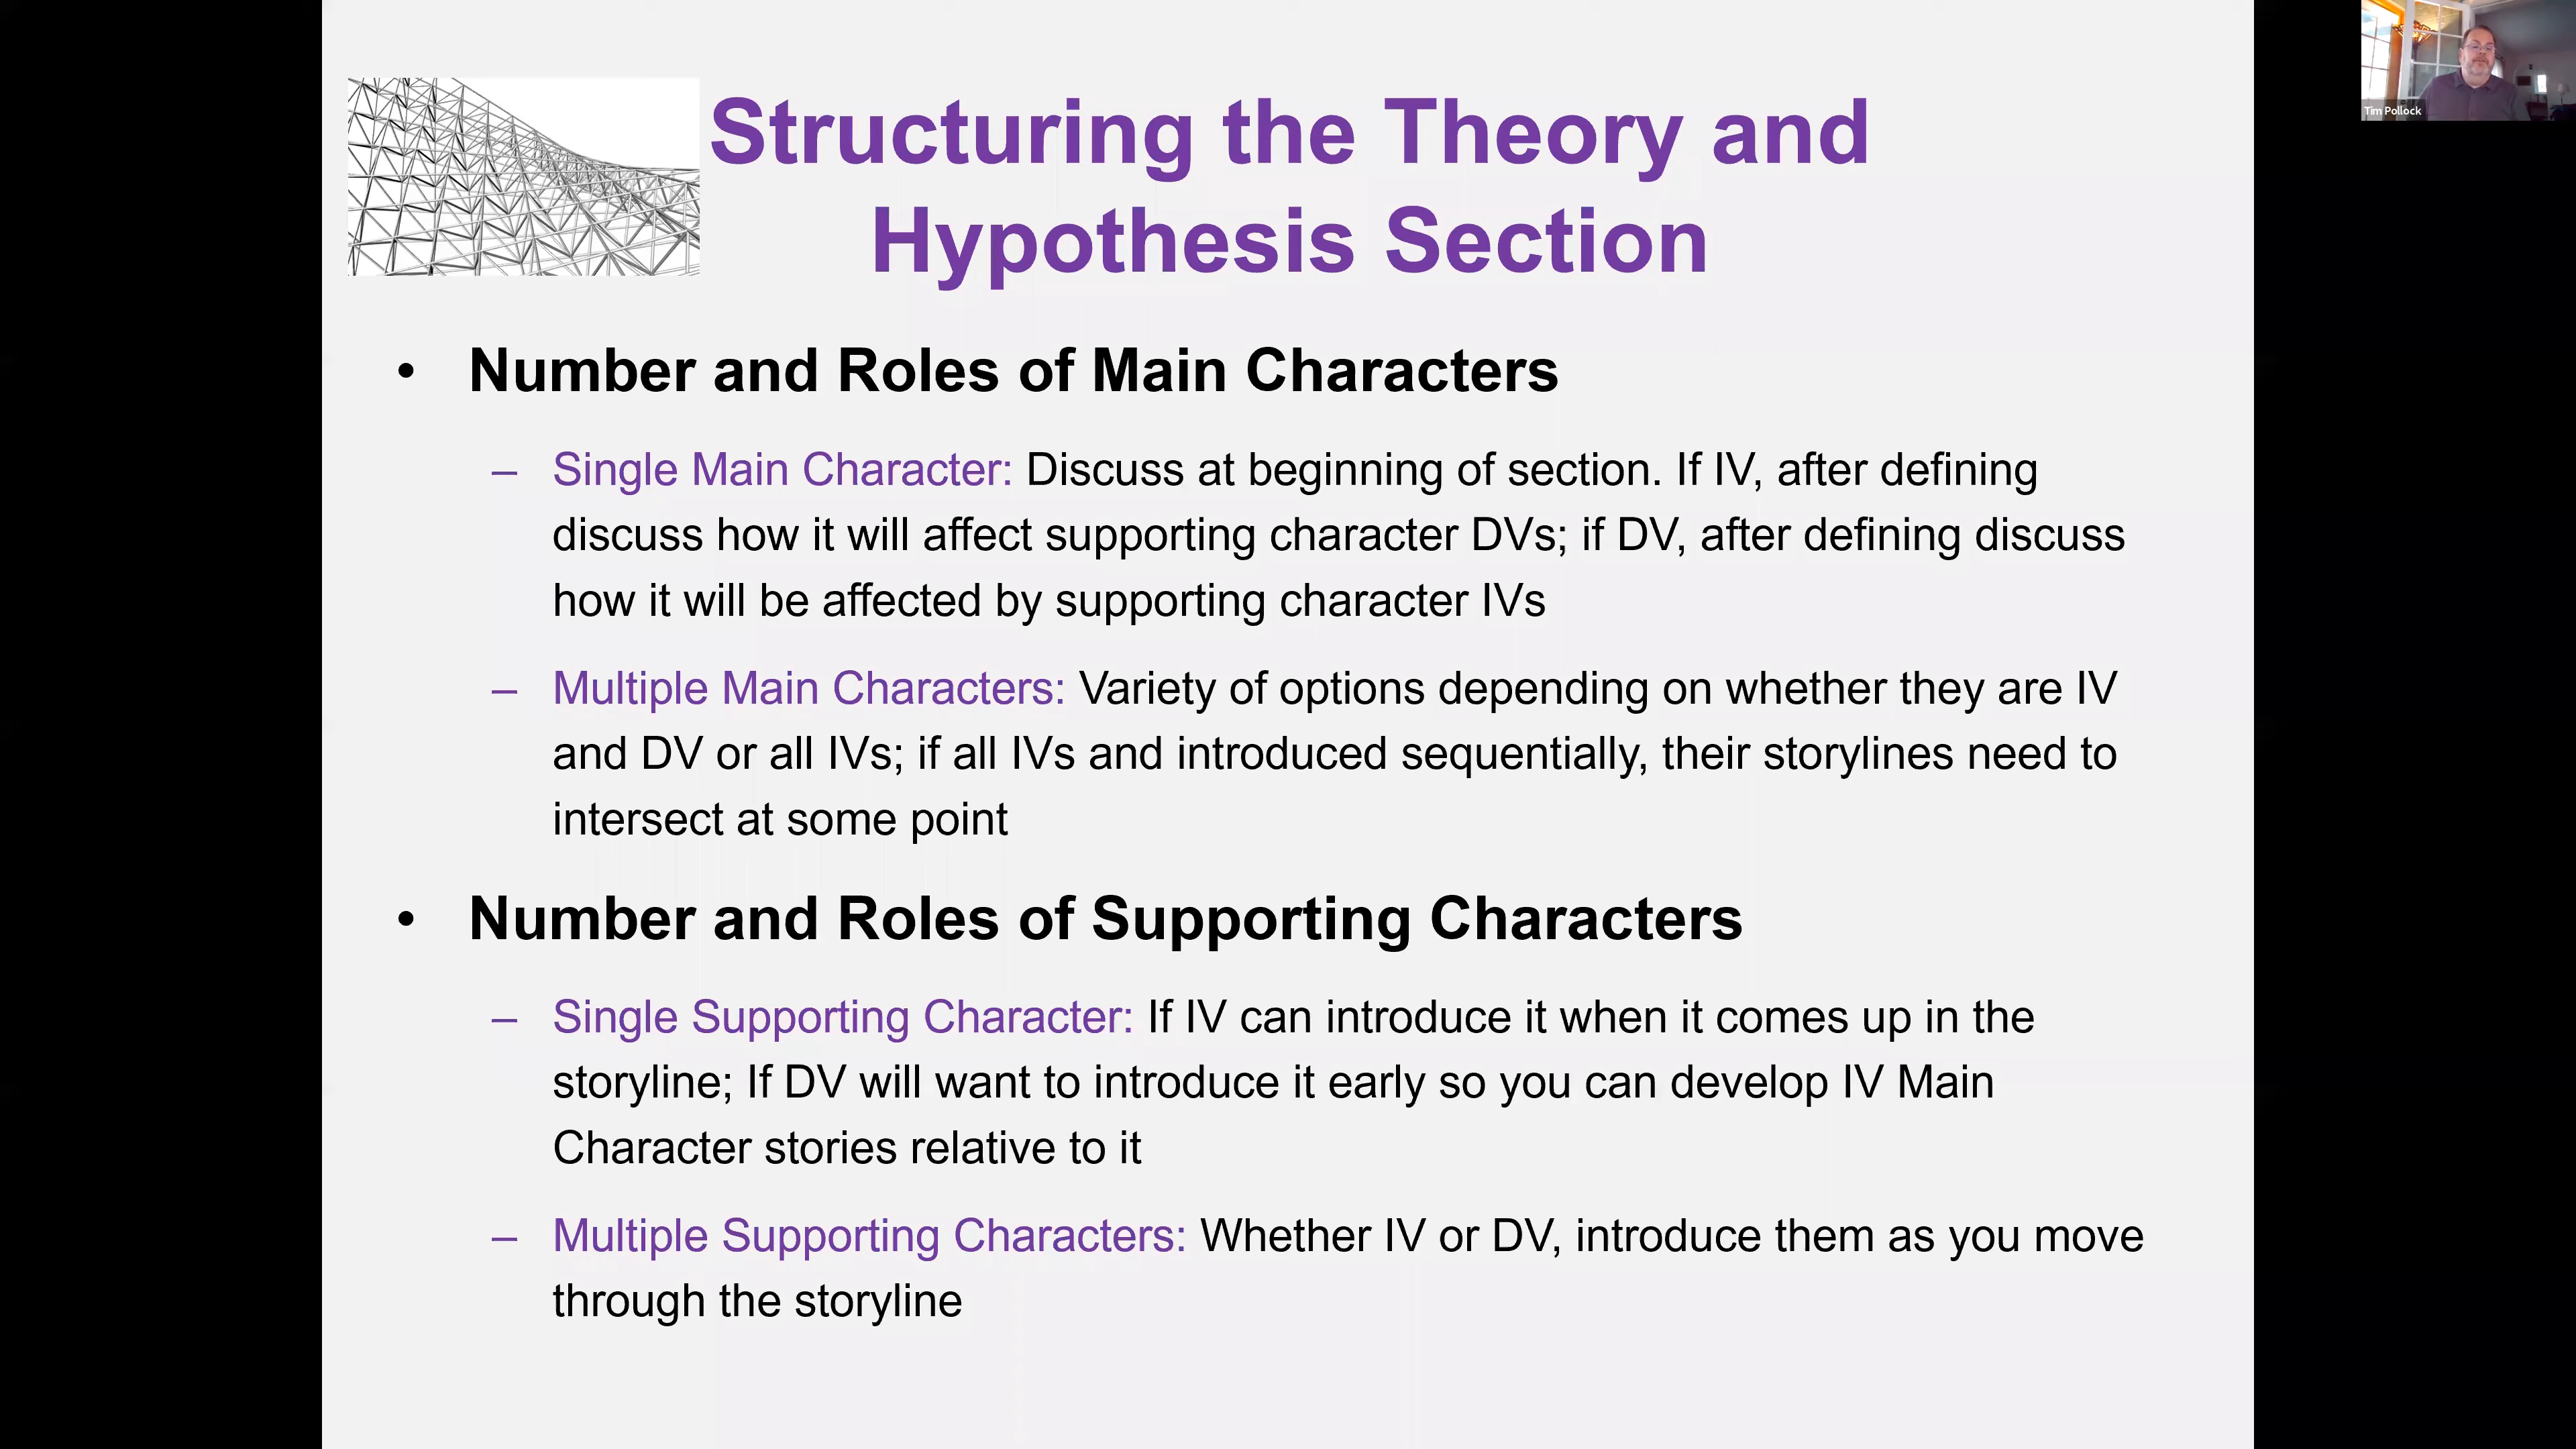 Structuring the Theory and
Hypothesis Section
• Number and Roles of Main Characters
– Single Main Character: Discuss at beginning of section. If IV, after defining
discuss how it will affect supporting character DVs; if DV, after defining discuss
how it will be affected by supporting character IVs
– Multiple Main Characters: Variety of options depending on whether they are IV
and DV or all IVs; if all IVs and introduced sequentially, their storylines need to
intersect at some point
• Number and Roles of Supporting Characters
– Single Supporting Character: If IV can introduce it when it comes up in the
storyline; If DV will want to introduce it early so you can develop IV Main
Character stories relative to it
– Multiple Supporting Characters: Whether IV or DV, introduce them as you move
through the storyline
Tim Pollock